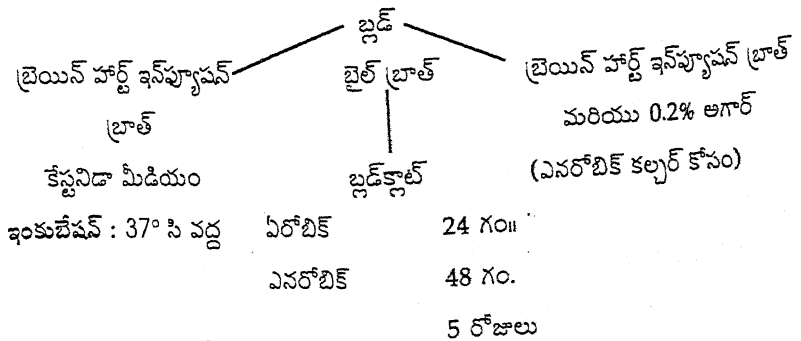 బ్లడ్
బ్రెయిన్ హార్ట్ ఇన్‌ఫ్యూషన్
బ్రాత్
కేస్టనిడా మీడియం
బైల్ బ్రాత్
బ్లడ్‌క్లాట్
బ్రెయిన్ హార్ట్ ఇన్‌ఫ్యూషన్ బ్రాత్
మరియు 0.2% అగార్
(ఎనరోబిక్ కల్చర్ కోసం)
ఇంకుబేషన్ : 37° సి వద్ద ఏరోబిక్ 24 గం॥
ఎనరోబిక్ 48 గం.
5 రోజులు